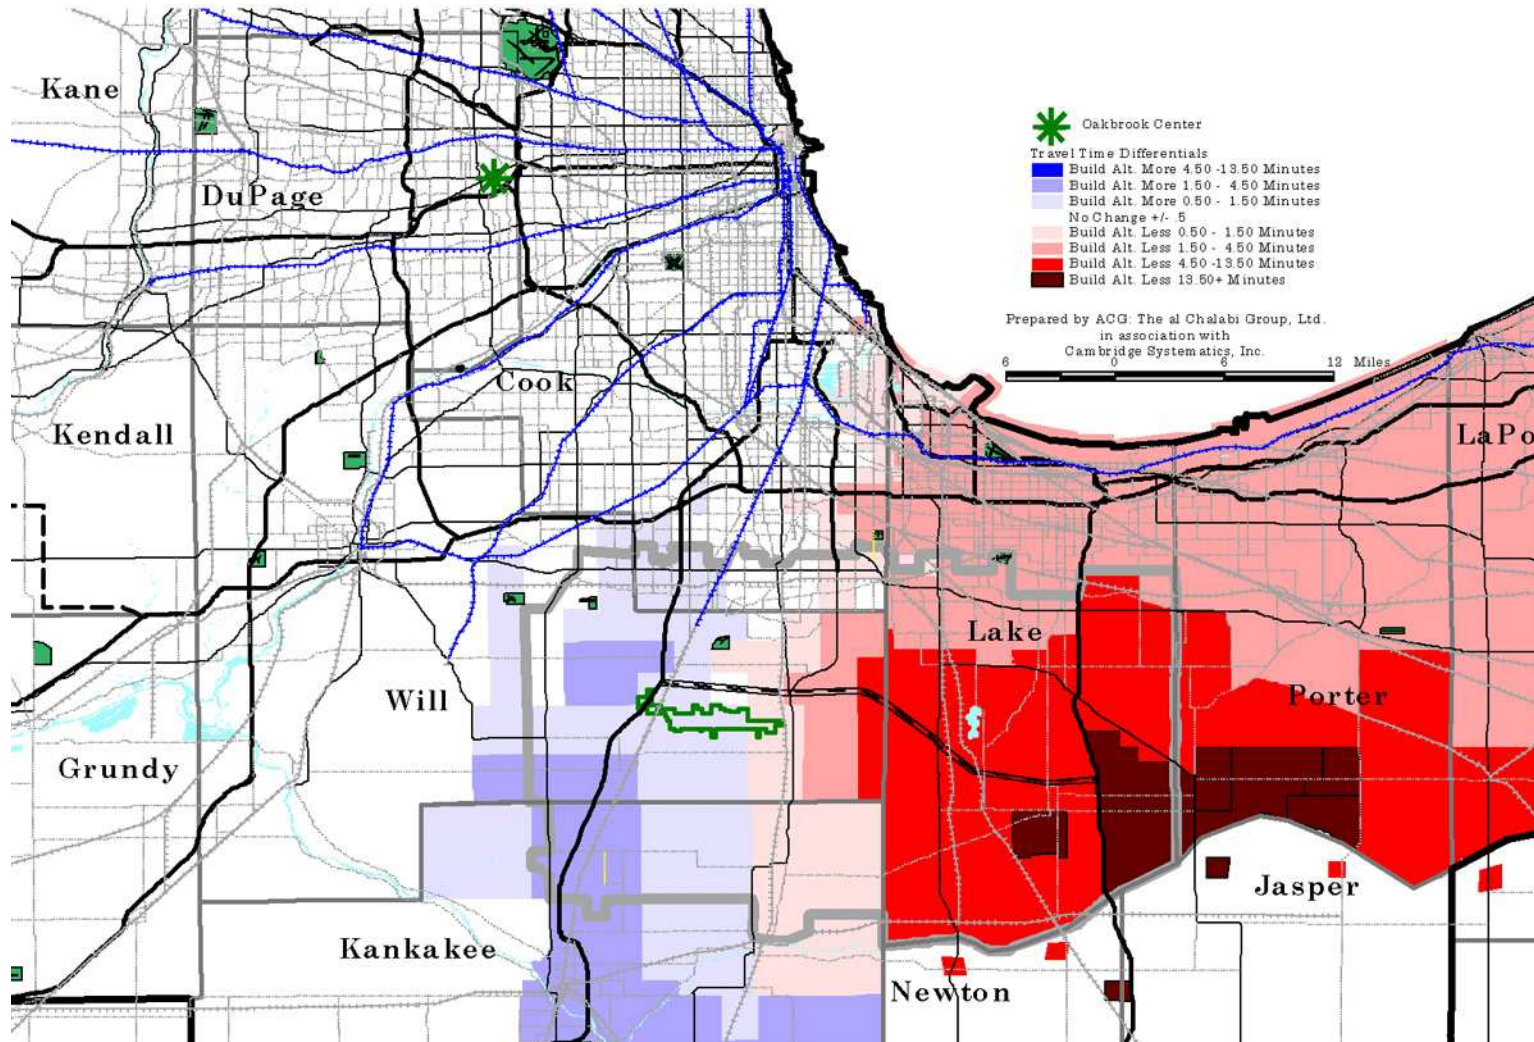 Kane
Oakbrook Center
Travel Time Differentials
Build Alt. More 4.50 -13.50 Minutes
Build Alt. More 1.50 - 4.50 Minutes
Build Alt. More 0.50 - 1.50 Minutes
No Change +/- .5
Build Alt. Less 0.50 - 1.50 Minutes
Build Alt. Less 1.50 - 4.50 Minutes
Build Alt. Less 4.50 -13.50 Minutes
Build Alt. Less 13.50+ Minutes
DuPage
Prepared by ACG: The al Chalabi Group, Ltd.
in association with
Cambridge Systematics, Inc.
6 0 6 12 Miles
Cook
Kendall
LaPo
Lake
Will
Porter
Grundy
Jasper
Kankakee
Newton